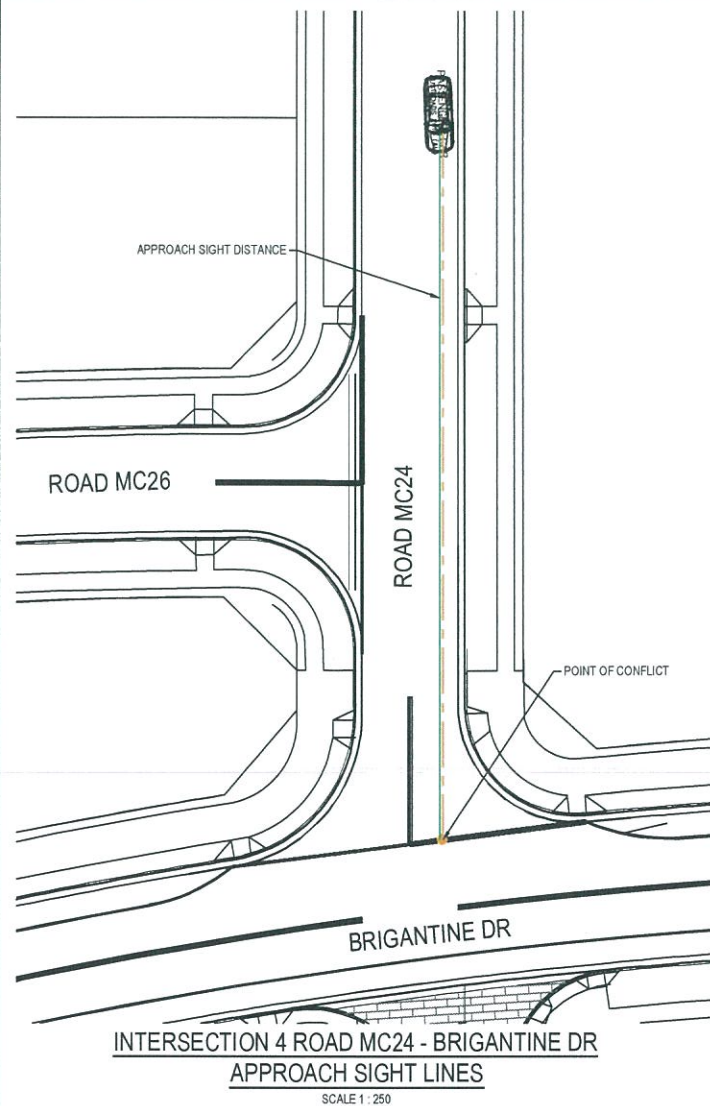 APPROACH SIGHT DISTANCE
ROAD MC26
ROAD MC24
POINT OF CONFLICT
BRIGANTINE DR
INTERSECTION 4 ROAD MC24 - BRIGANTINE DR
APPROACH SIGHT LINES
SCALE 1 : 250